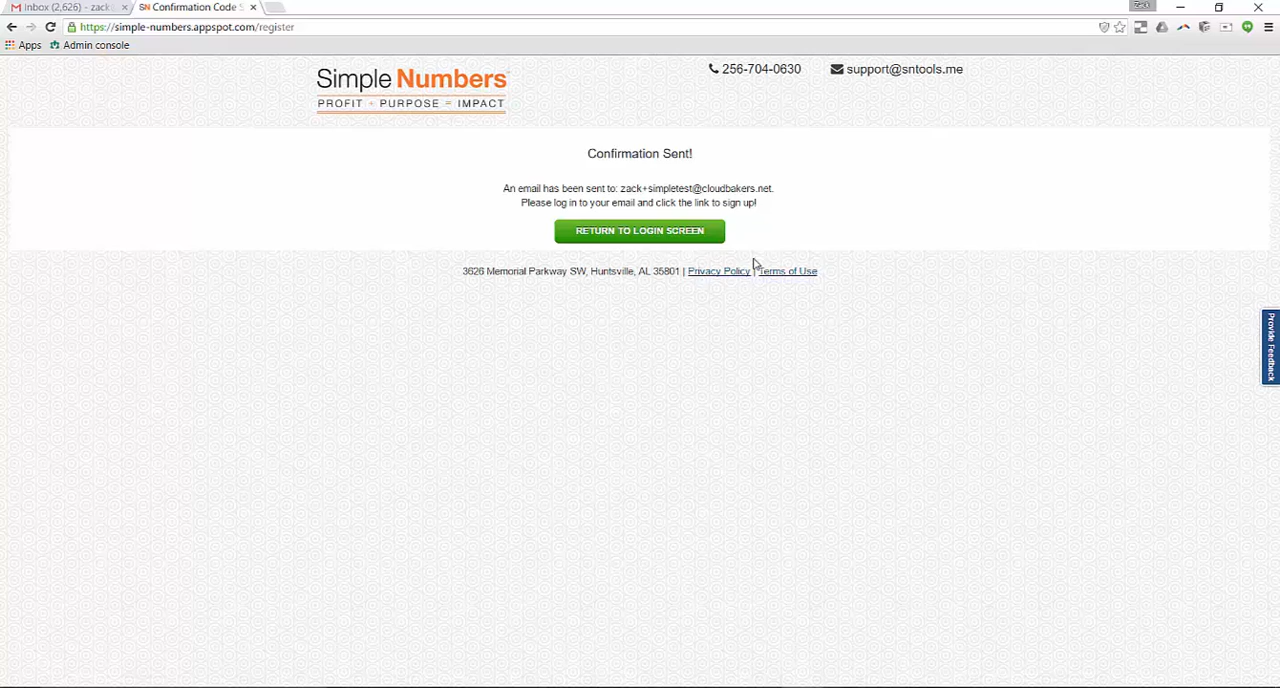 Inbox (2,626) - zack
Confirmation Code
https://simple-numbers.appspot.com/register
Apps Admin console
Simple Numbers
PROFIT + PURPOSE = IMPACT
256-704-0630 support@sntools.me
Confirmation Sent!
An email has been sent to: zack+simpletest@cloudbakers.net.
Please log in to your email and click the link to sign up!
RETURN TO LOGIN SCREEN
3626 Memorial Parkway SW, Huntsville, AL 35801 | Privacy Policy | Terms of Use
Provide Feedback